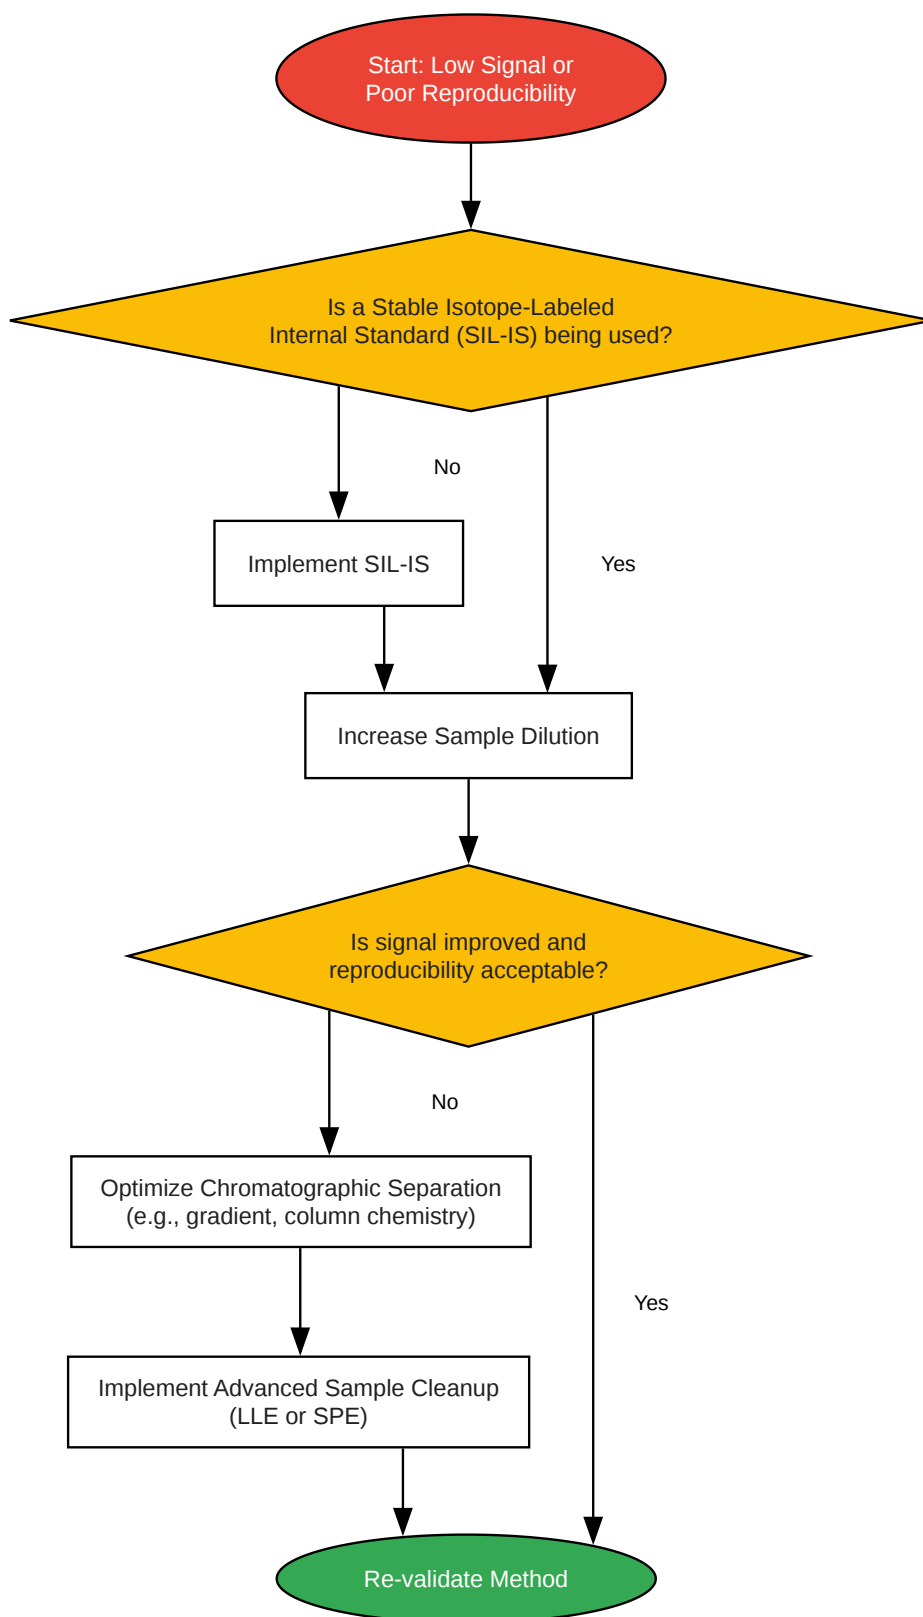 Start: Low Signal or
Poor Reproducibility
Is a Stable Isotope-Labeled
Internal Standard (SIL-IS) being used?
No
Implement SIL-IS
Yes
Increase Sample Dilution
Is signal improved and
reproducibility acceptable?
No
Optimize Chromatographic Separation
(e.g., gradient, column chemistry)
Yes
Implement Advanced Sample Cleanup
(LLE or SPE)
Re-validate Method